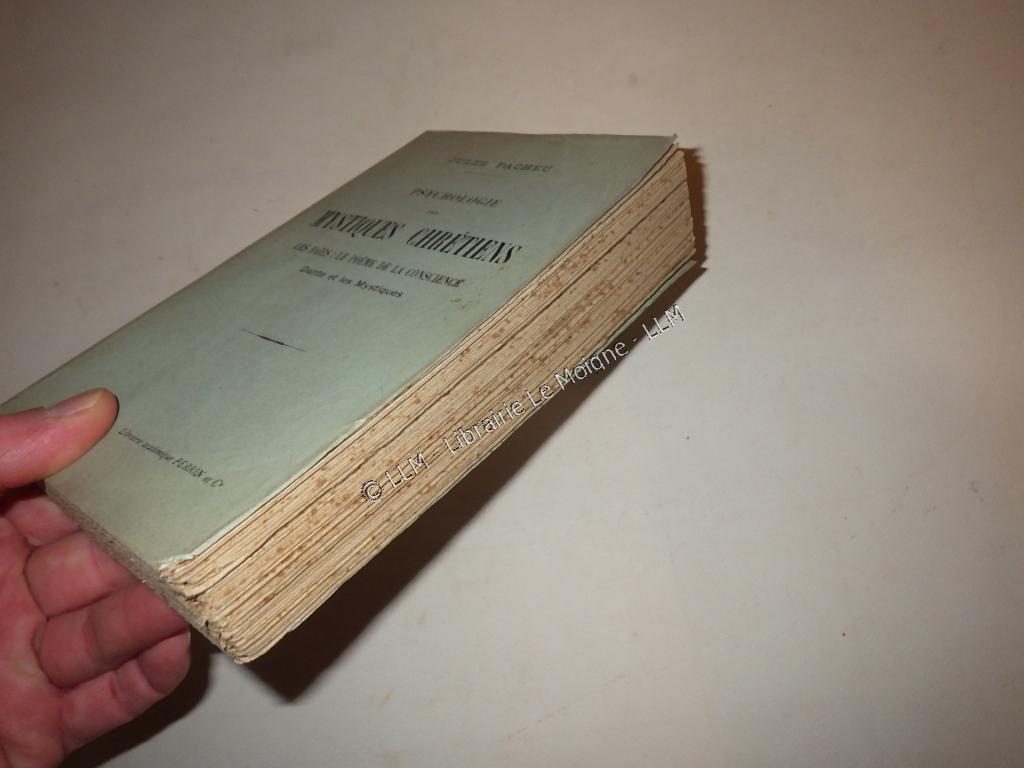 JULES PACHEU
PSYCHOLOGIE
DES
MYSTIQUES CHRÉTIENS
LES FAITS : LE POÈME DE LA CONSCIENCE
Dante et les Mystiques
Librairie académique PERRIN et Cie
© LLM - Librairie Le Moigne - LLM